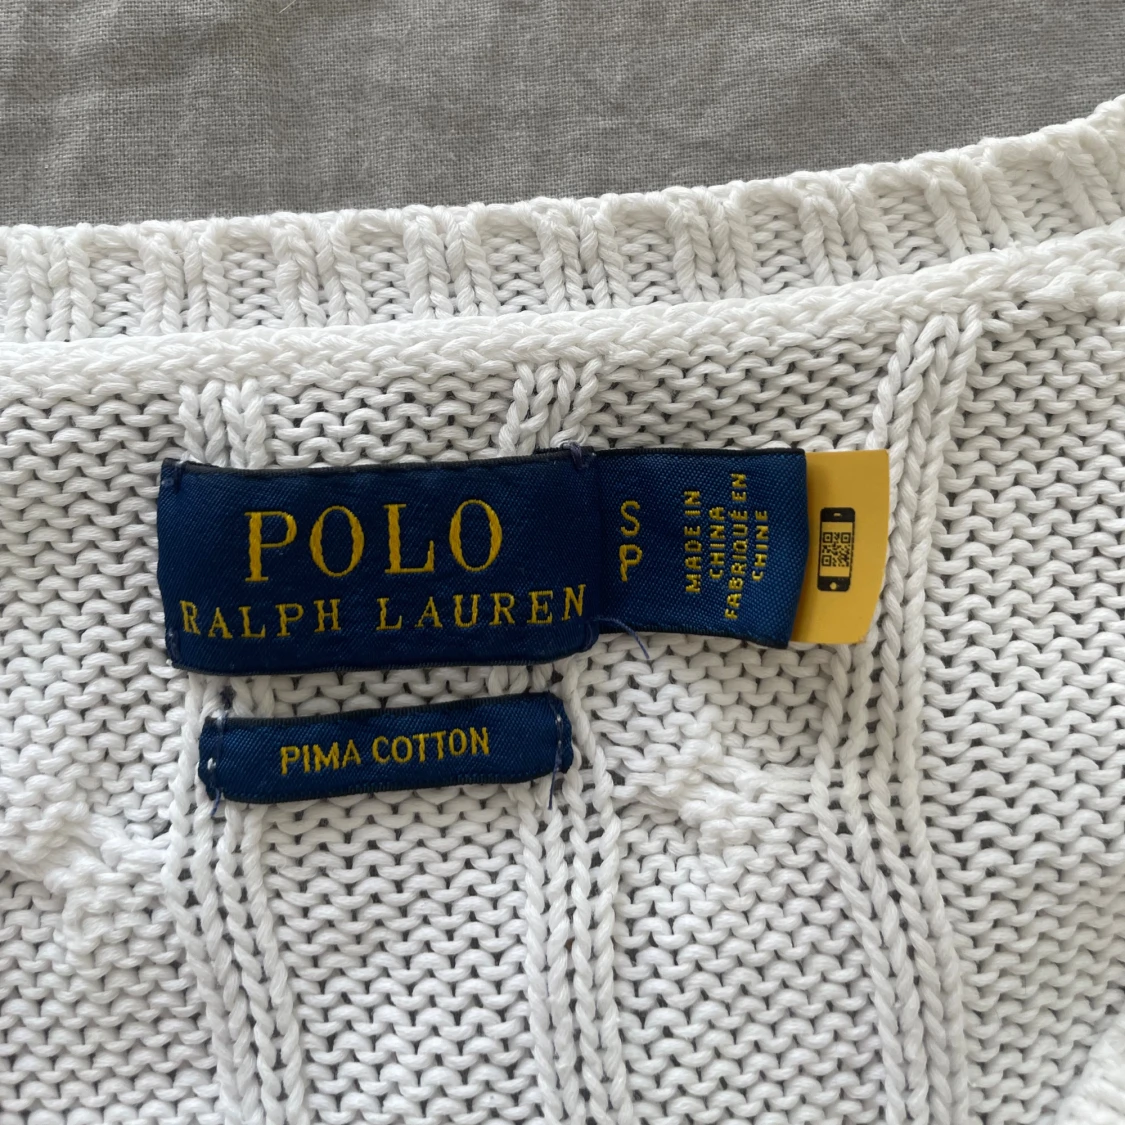 POLO
RALPH LAUREN
S
P
MADE IN
CHINA
FABRIQUÉ EN
CHINE
PIMA COTTON